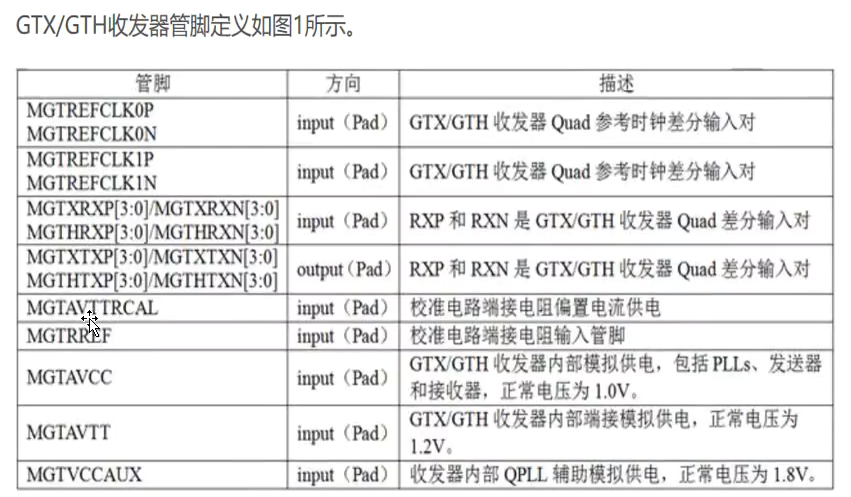 GTX/GTH收发器管脚定义如图1所示。
管脚 方向 描述
MGTREFCLK0P
MGTREFCLK0N
input（Pad）
GTX/GTH 收发器 Quad 参考时钟差分输入对
MGTREFCLK1P
MGTREFCLK1N
input（Pad）
GTX/GTH 收发器 Quad 参考时钟差分输入对
MGTXRXP[3:0]/MGTXRXN[3:0]
MGTHRXP[3:0]/MGTHRXN[3:0]
input（Pad）
RXP 和 RXN 是 GTX/GTH 收发器 Quad 差分输入对
MGTXTXP[3:0]/MGTXTXN[3:0]
MGTHTXP[3:0]/MGTHTXN[3:0]
output（Pad）
RXP 和 RXN 是 GTX/GTH 收发器 Quad 差分输入对
MGTAVTTRCAL input（Pad） 校准电路端接电阻偏置电流供电
MGTRREF input（Pad） 校准电路端接电阻输入管脚
MGTAVCC
input（Pad）
GTX/GTH 收发器内部模拟供电，包括 PLLs、发送器
和接收器，正常电压为 1.0V。
MGTAVTT
input（Pad）
GTX/GTH 收发器内部端接模拟供电，正常电压为
1.2V。
MGTVCCAUX input（Pad） 收发器内部 QPLL 辅助模拟供电，正常电压为 1.8V。